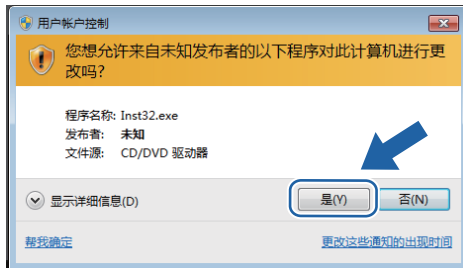 用户帐户控制
您想允许来自未知发布者的以下程序对此计算机进行更
改吗?
程序名称: Inst32.exe
发布者: 未知
文件源: CD/DVD 驱动器
显示详细信息(D)
是(Y)
否(N)
帮我确定
更改这些通知的出现时间